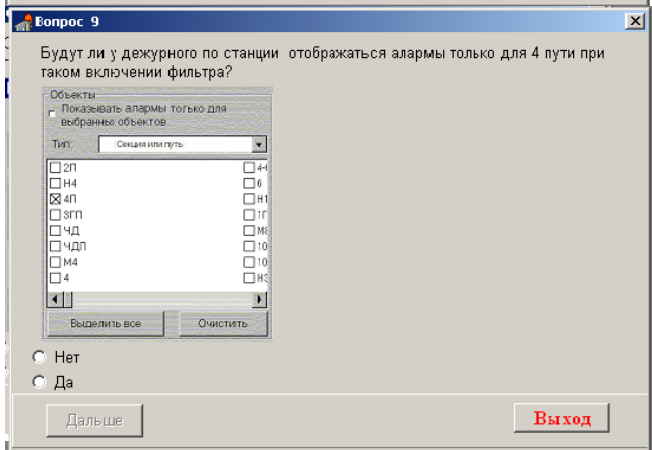 Вопрос 9
Будут ли у дежурного по станции отображаться алармы только для 4 пути при
таком включении фильтра?
Объекты
Показывать алармы только для
выбранных объектов
Тип: Секция или путь
2П
Н4
4П
3ГП
ЧД
ЧДП
М4
4
6
Выделить все Очистить
Нет
Да
Дальше Выход